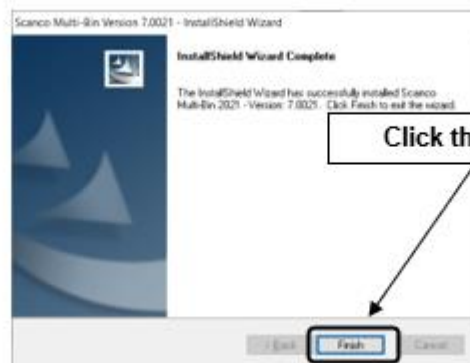 Scanco Multi-Bin Version 7.0021 - InstallShield Wizard
InstallShield Wizard Complete
The InstallShield Wizard has successfully installed Scanco
Multi-Bin 2021 - Version: 7.0021. Click Finish to exit the wizard.
Click th
< Back Finish Cancel